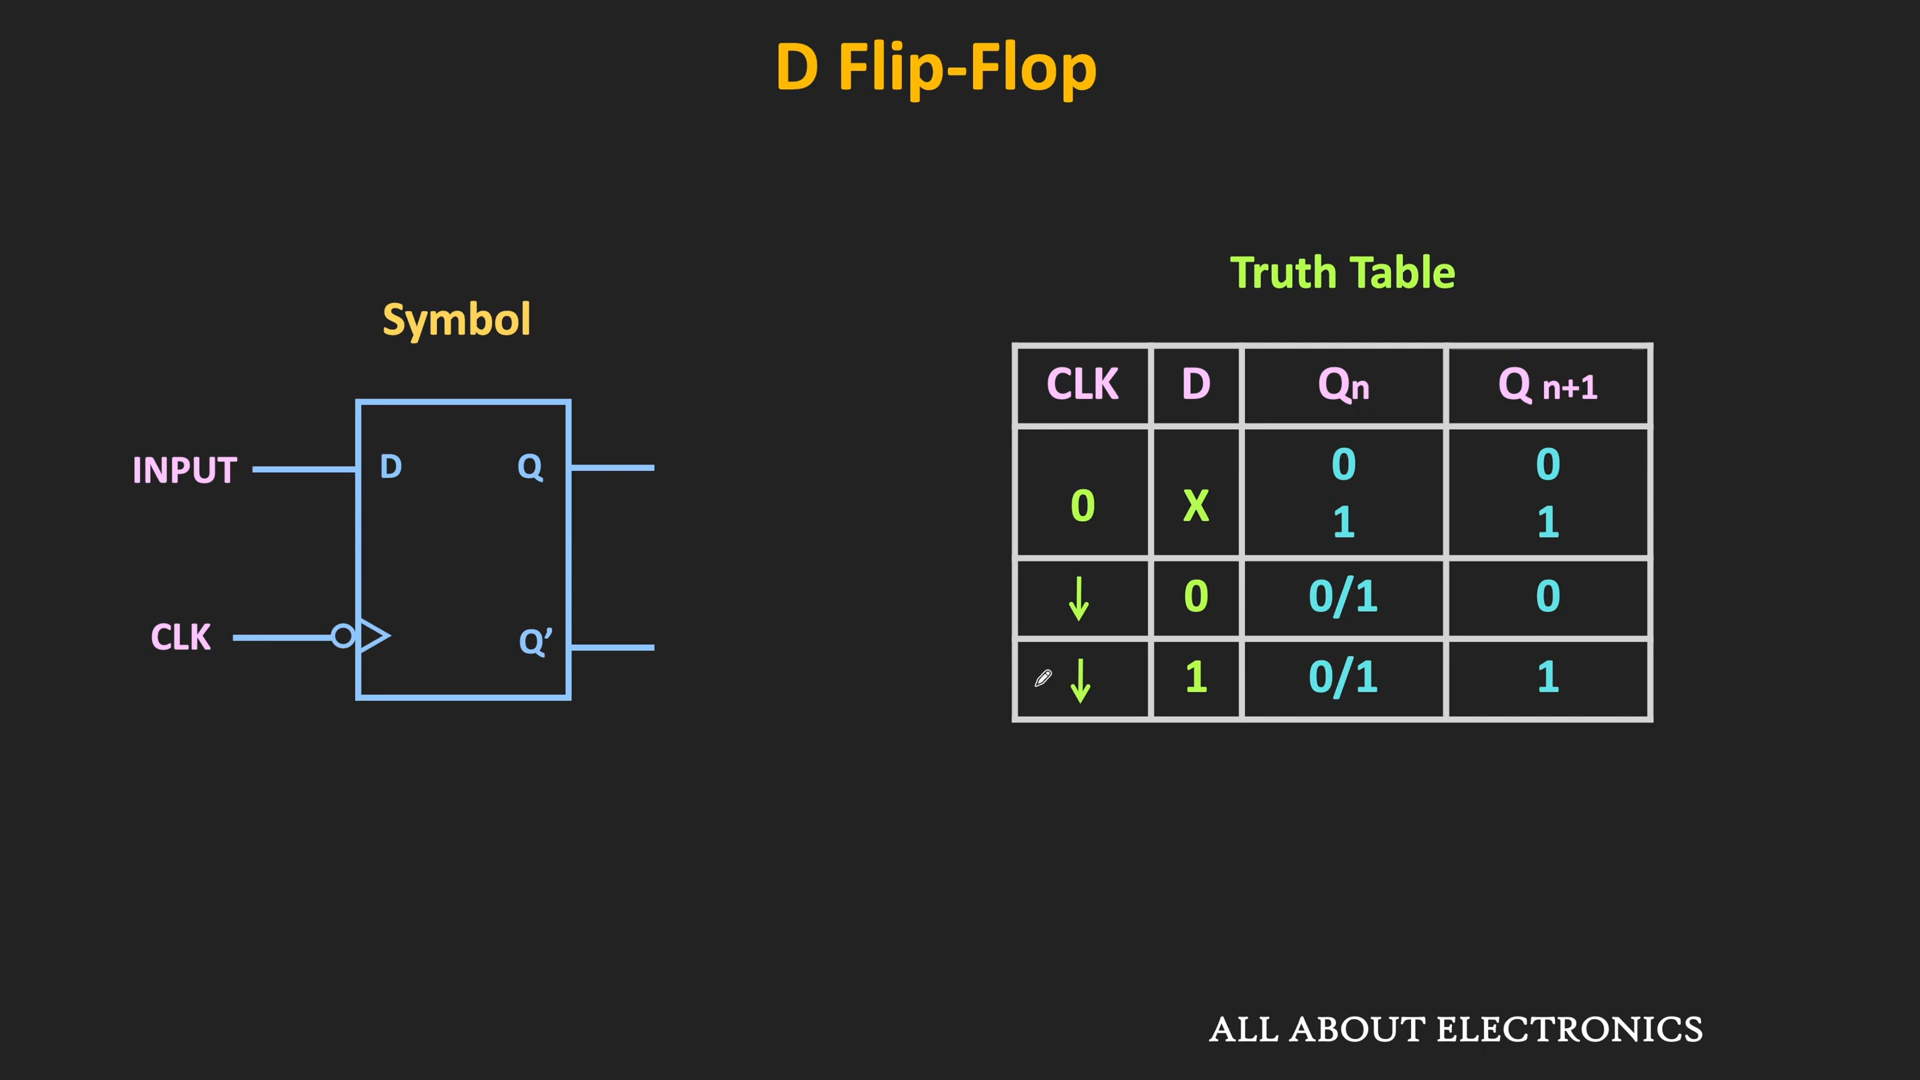 D Flip-Flop
Symbol
INPUT
D
Q
CLK
Q’
Truth Table
CLK D Qn Q n+1
0 X 0 0
1 1
↓ 0 0/1 0
↓ 1 0/1 1
ALL ABOUT ELECTRONICS